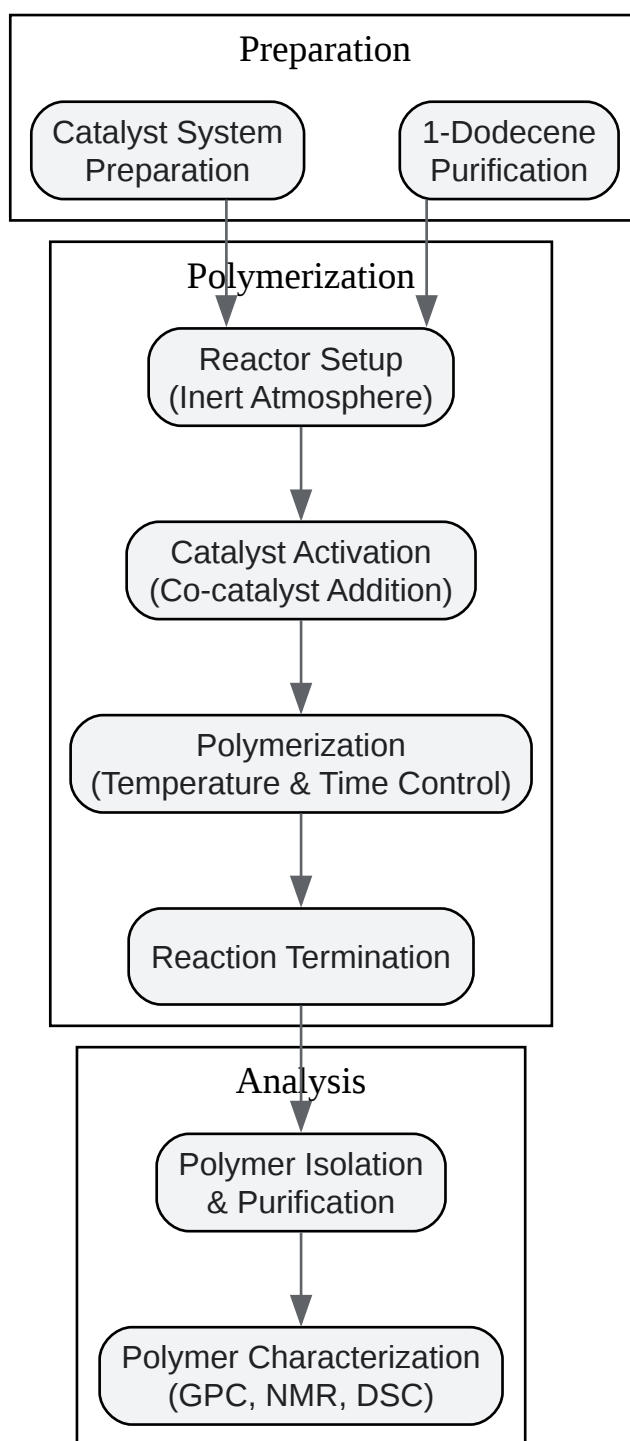 Preparation
Catalyst System
Preparation
1-Dodecene
Purification
Polymerization
Reactor Setup
(Inert Atmosphere)
Catalyst Activation
(Co-catalyst Addition)
Polymerization
(Temperature & Time Control)
Reaction Termination
Analysis
Polymer Isolation
& Purification
Polymer Characterization
(GPC, NMR, DSC)